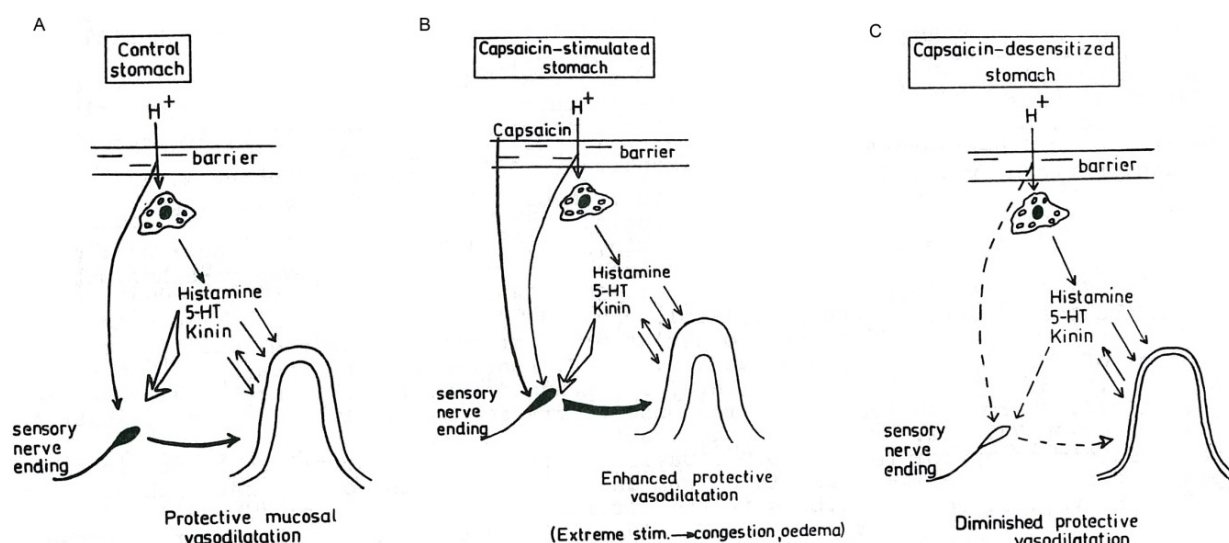 A
Control
stomach
H+
barrier
Histamine
5-HT
Kinin
sensory
nerve
ending
Protective mucosal
vasodilatation
B
Capsaicin-stimulated
stomach
H+
Capsaicin
barrier
Histamine
5-HT
Kinin
sensory
nerve
ending
Enhanced protective
vasodilatation
(Extreme stim.→congestion,oedema)
C
Capsaicin-desensitized
stomach
H+
barrier
Histamine
5-HT
Kinin
sensory
nerve
ending
Diminished protective
vasodilatation